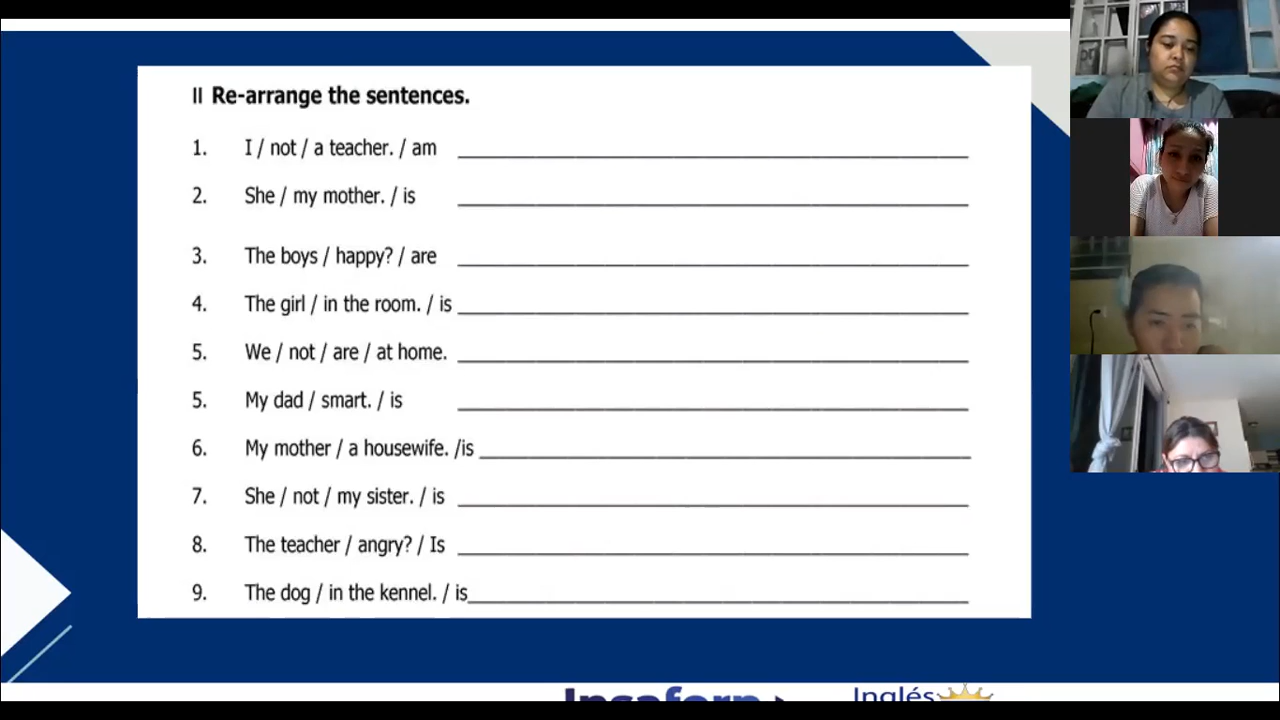 II Re-arrange the sentences.
1. I / not / a teacher. / am
2. She / my mother. / is
3. The boys / happy? / are
4. The girl / in the room. / is
5. We / not / are / at home.
5. My dad / smart. / is
6. My mother / a housewife. /is
7. She / not / my sister. / is
8. The teacher / angry? / Is
9. The dog / in the kennel. / is
Inglés